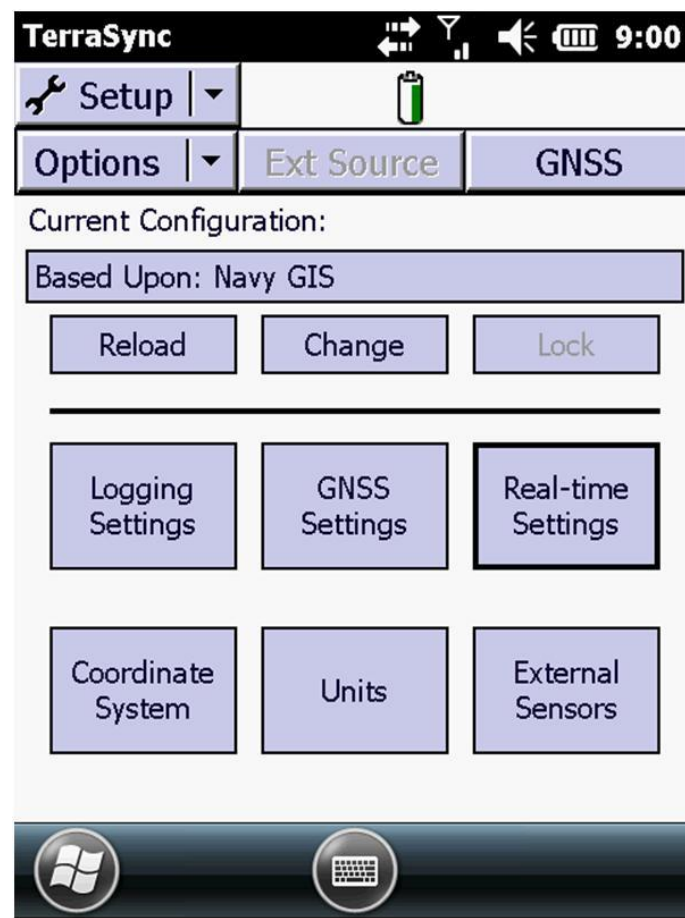 TerraSync 9:00
Setup
Options Ext Source GNSS
Current Configuration:
Based Upon: Navy GIS
Reload Change Lock
Logging Settings
GNSS Settings
Real-time Settings
Coordinate System
Units
External Sensors